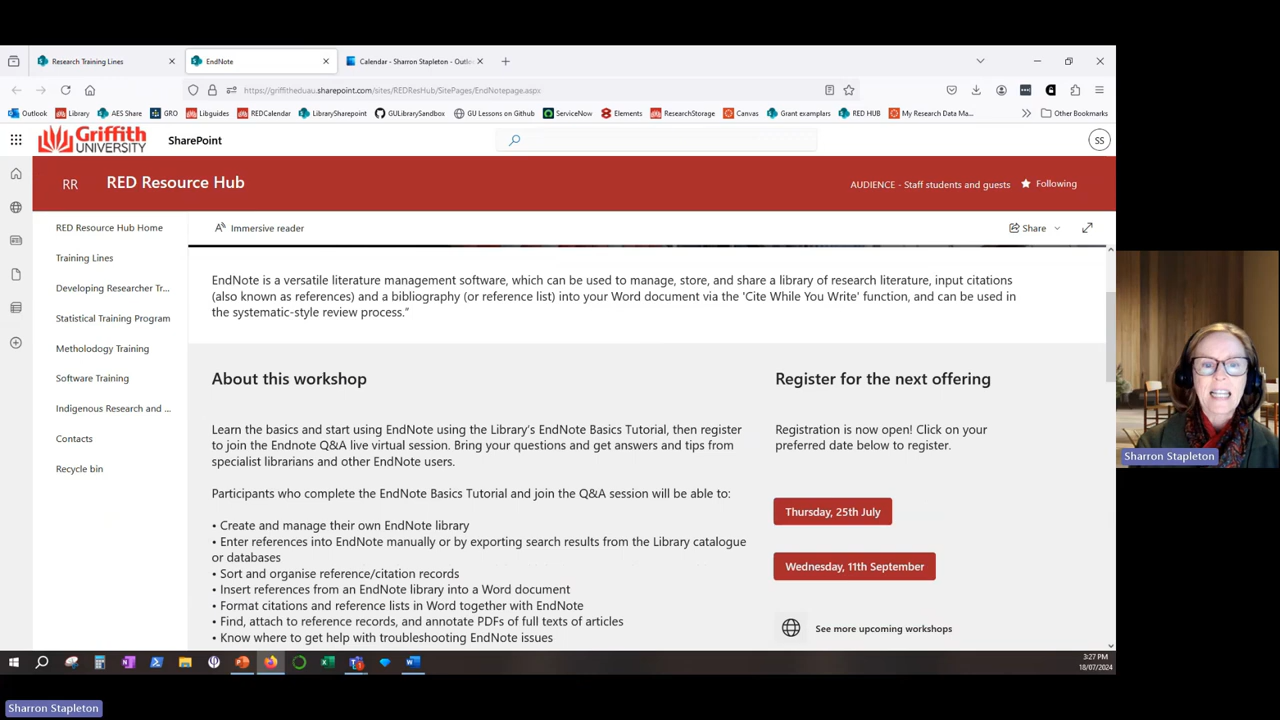 Research Training Lines
EndNote
Calendar - Sharron Stapleton - Outlo
https://griffitheduau.sharepoint.com/sites/REDResHub/SitePages/EndNotepage.aspx
Outlook
Library
AES Share
GRO
Libguides
REDCalendar
LibrarySharepoint
GULibrarySandbox
GU Lessons on Github
ServiceNow
Elements
ResearchStorage
Canvas
Grant examplars
RED HUB
My Research Data Ma...
Other Bookmarks
Griffith
UNIVERSITY
SharePoint
SS
RR
RED Resource Hub
AUDIENCE - Staff students and guests
Following
RED Resource Hub Home
Training Lines
Developing Researcher Tr...
Statistical Training Program
Metholodogy Training
Software Training
Indigenous Research and ...
Contacts
Recycle bin
Immersive reader
Share
EndNote is a versatile literature management software, which can be used to manage, store, and share a library of research literature, input citations
(also known as references) and a bibliography (or reference list) into your Word document via the 'Cite While You Write' function, and can be used in
the systematic-style review process."
About this workshop
Learn the basics and start using EndNote using the Library's EndNote Basics Tutorial, then register
to join the Endnote Q&A live virtual session. Bring your questions and get answers and tips from
specialist librarians and other EndNote users.
Participants who complete the EndNote Basics Tutorial and join the Q&A session will be able to:
• Create and manage their own EndNote library
• Enter references into EndNote manually or by exporting search results from the Library catalogue
or databases
• Sort and organise reference/citation records
• Insert references from an EndNote library into a Word document
• Format citations and reference lists in Word together with EndNote
• Find, attach to reference records, and annotate PDFs of full texts of articles
• Know where to get help with troubleshooting EndNote issues
Register for the next offering
Registration is now open! Click on your
preferred date below to register.
Thursday, 25th July
Wednesday, 11th September
See more upcoming workshops
3:27 PM
18/07/2024
Sharron Stapleton
Sharron Stapleton